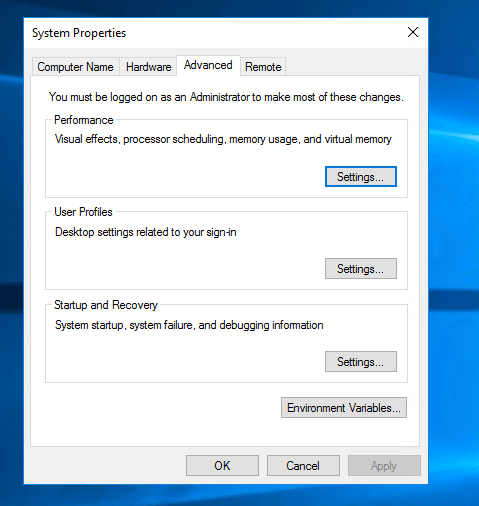 System Properties
Computer Name Hardware Advanced Remote
You must be logged on as an Administrator to make most of these changes.
Performance
Visual effects, processor scheduling, memory usage, and virtual memory
Settings...
User Profiles
Desktop settings related to your sign-in
Settings...
Startup and Recovery
System startup, system failure, and debugging information
Settings...
Environment Variables...
OK Cancel Apply